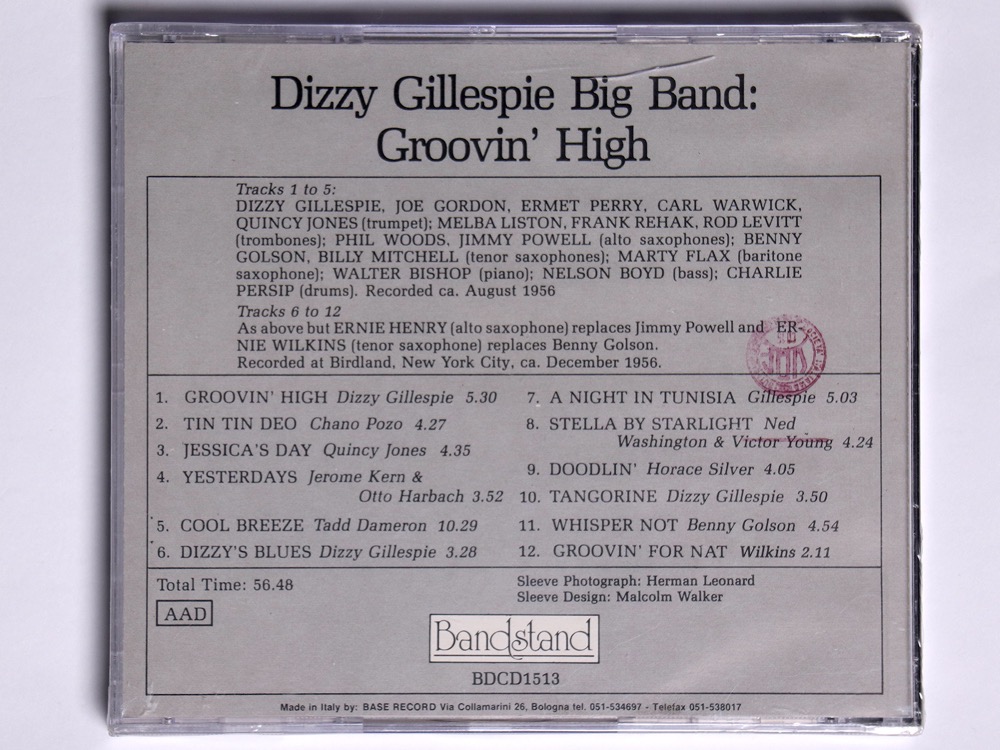 Dizzy Gillespie Big Band:
Groovin' High
Tracks 1 to 5:
DIZZY GILLESPIE, JOE GORDON, ERMET PERRY, CARL WARWICK,
QUINCY JONES (trumpet); MELBA LISTON, FRANK REHAK, ROD LEVITT
(trombones); PHIL WOODS, JIMMY POWELL (alto saxophones); BENNY
GOLSON, BILLY MITCHELL (tenor saxophones); MARTY FLAX (baritone
saxophone); WALTER BISHOP (piano); NELSON BOYD (bass); CHARLIE
PERSIP (drums). Recorded ca. August 1956
Tracks 6 to 12
As above but ERNIE HENRY (alto saxophone) replaces Jimmy Powell and ER-
NIE WILKINS (tenor saxophone) replaces Benny Golson.
Recorded at Birdland, New York City, ca. December 1956.
1. GROOVIN' HIGH Dizzy Gillespie 5.30
2. TIN TIN DEO Chano Pozo 4.27
3. JESSICA'S DAY Quincy Jones 4.35
4. YESTERDAYS Jerome Kern &
Otto Harbach 3.52
5. COOL BREEZE Tadd Dameron 10.29
6. DIZZY'S BLUES Dizzy Gillespie 3.28
7. A NIGHT IN TUNISIA Gillespie 5.03
8. STELLA BY STARLIGHT Ned
Washington & Victor Young 4.24
9. DOODLIN' Horace Silver 4.05
10. TANGORINE Dizzy Gillespie 3.50
11. WHISPER NOT Benny Golson 4.54
12. GROOVIN' FOR NAT Wilkins 2.11
Total Time: 56.48
AAD
Sleeve Photograph: Herman Leonard
Sleeve Design: Malcolm Walker
Bandstand
BDCD1513
Made in Italy by: BASE RECORD Via Collamarini 26, Bologna tel. 051-534697 - Telefax 051-538017